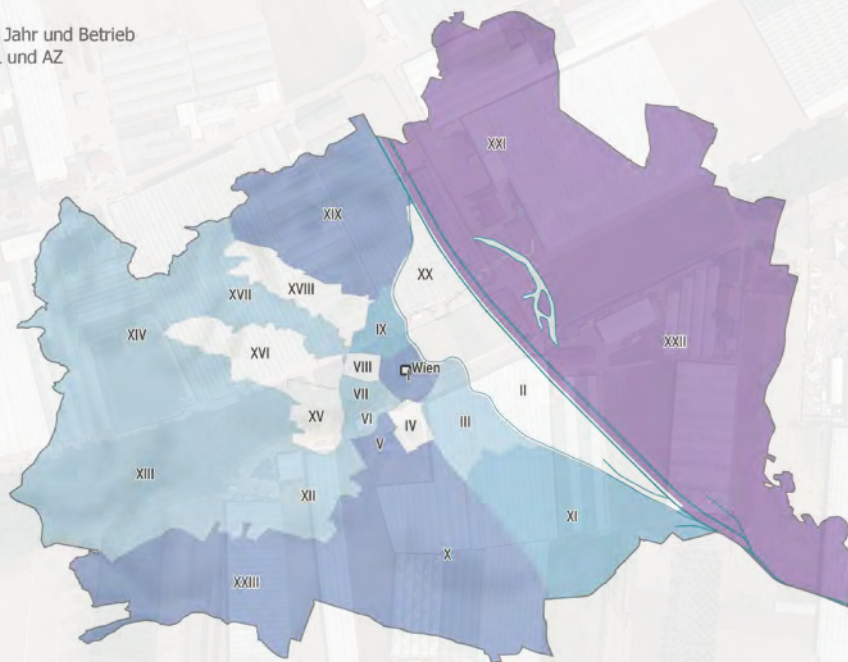 Jahr und Betrieb
und AZ
XXI
XIX
XX
XVII
XVIII
IX
XIV
XVI
XXII
VIII
Wien
VII
II
XV
VI
IV
III
V
XIII
XII
XI
X
XXIII